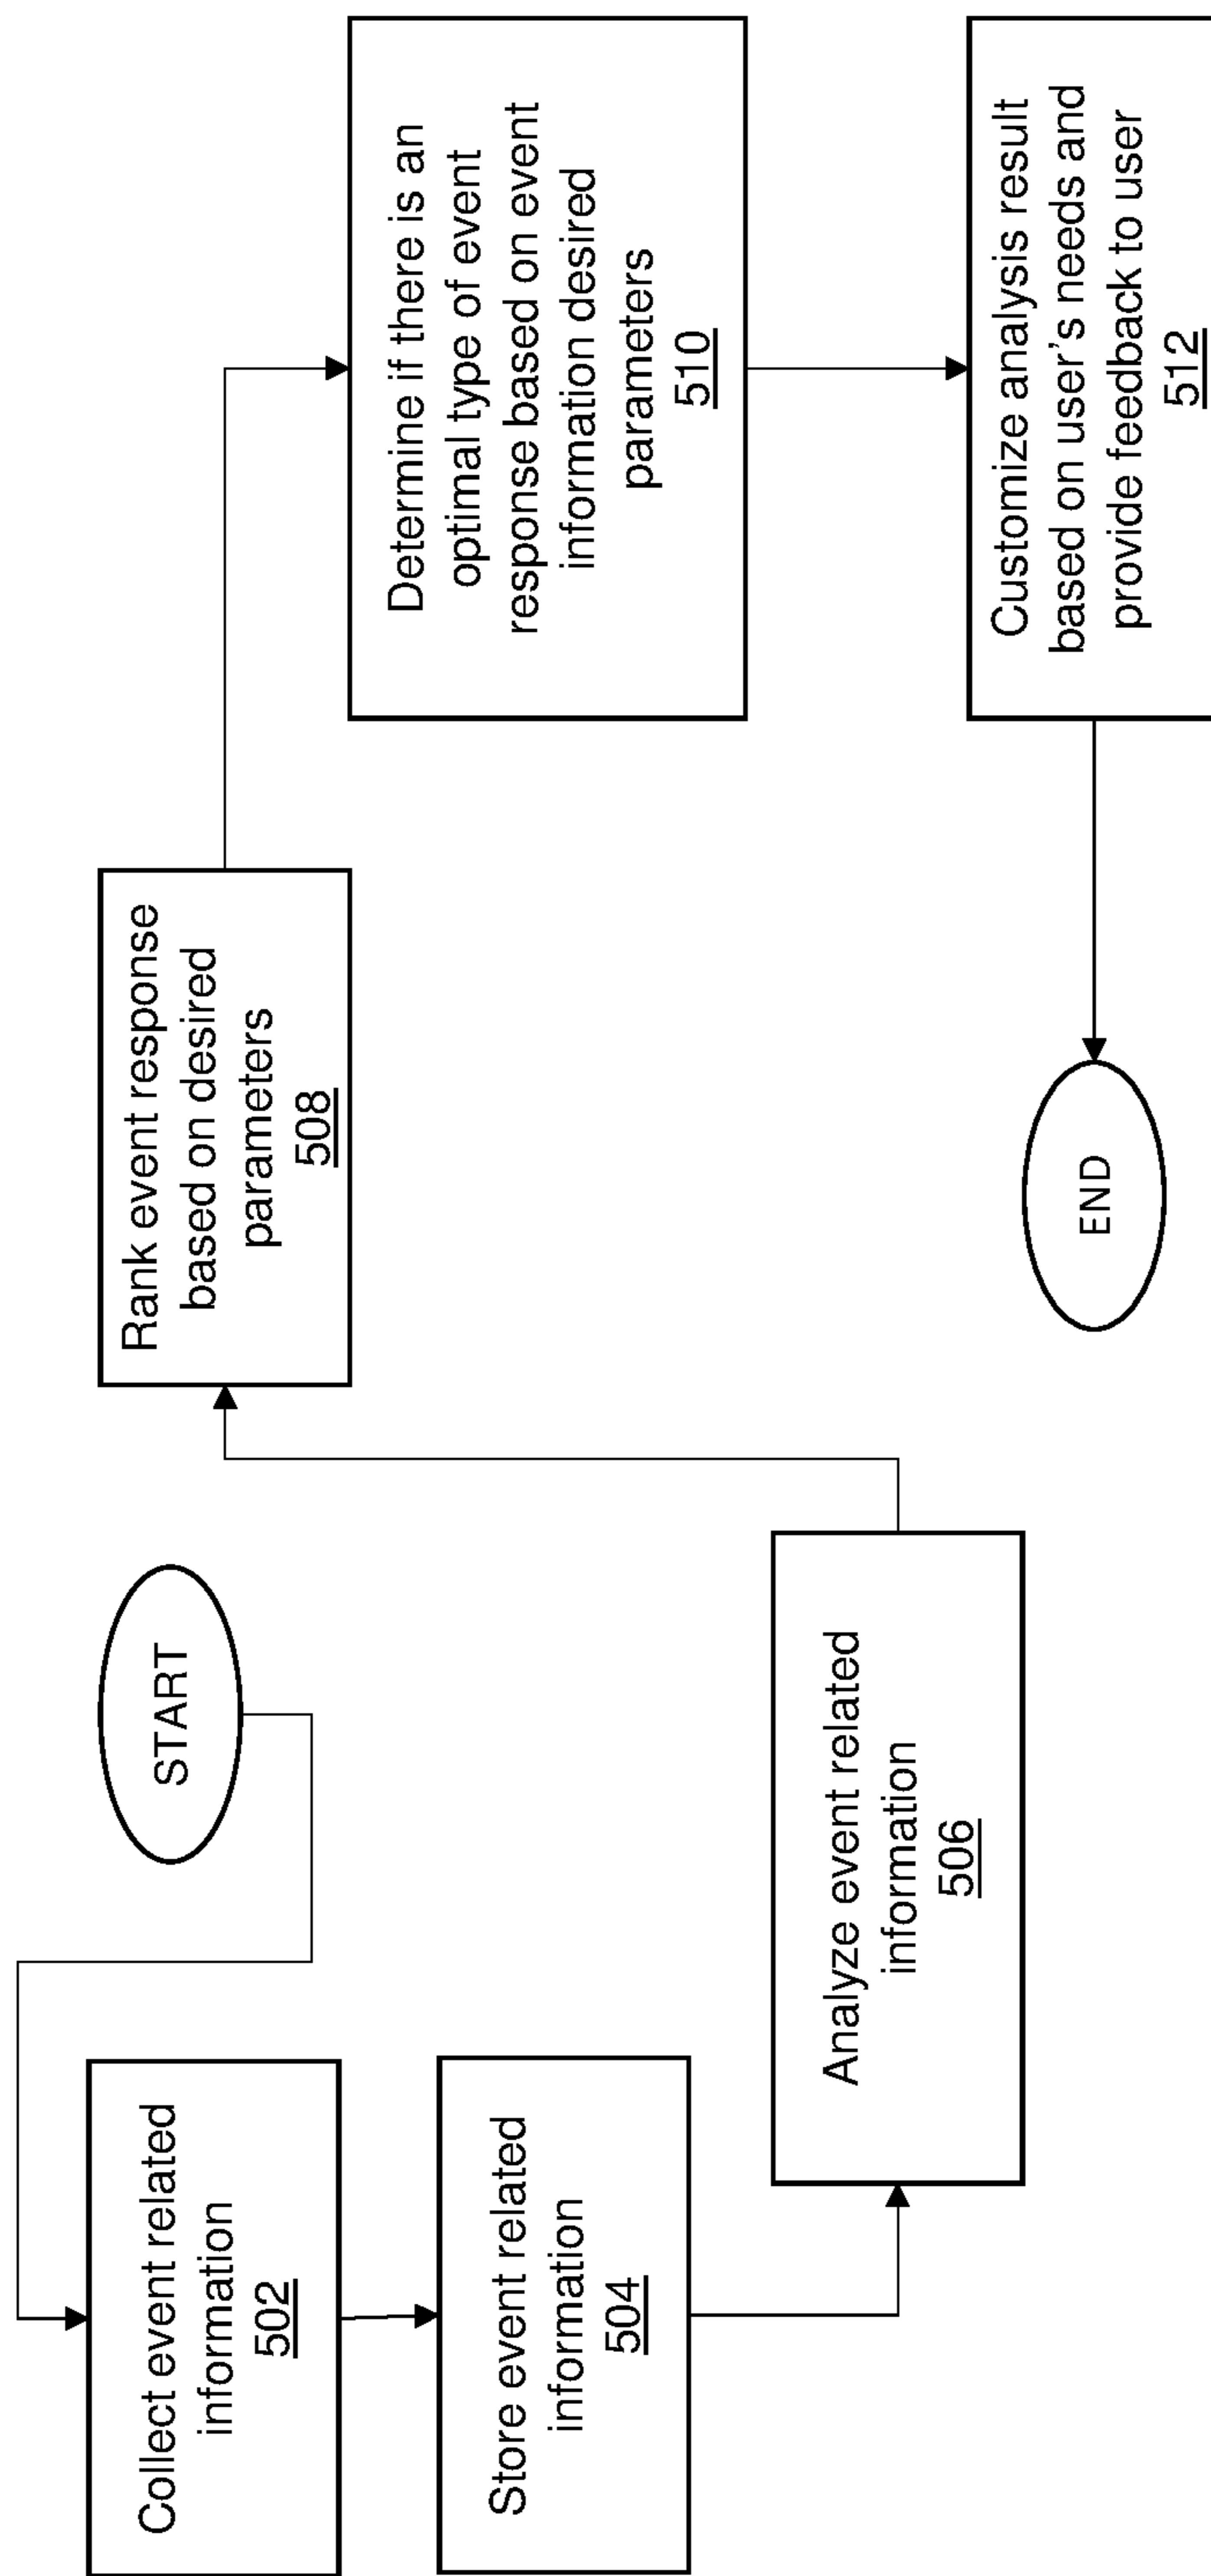 START
Collect event related
information
502
Store event related
information
504
Analyze event related
information
506
Rank event response
based on desired
parameters
508
Determine if there is an
optimal type of event
response based on event
information desired
parameters
510
Customize analysis result
based on user’s needs and
provide feedback to user
512
END